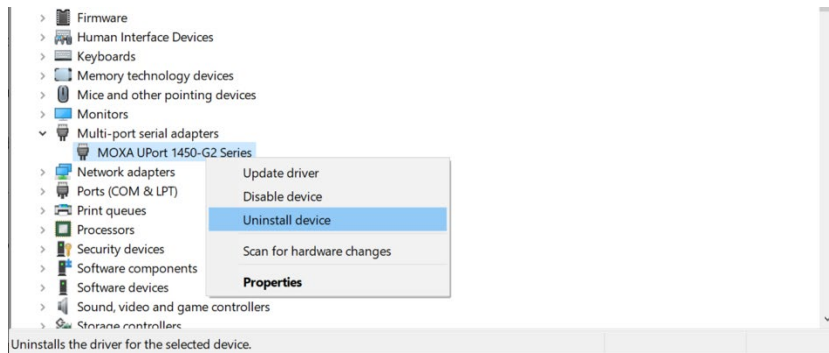 Firmware
Human Interface Devices
Keyboards
Memory technology devices
Mice and other pointing devices
Monitors
Multi-port serial adapters
MOXA UPort 1450-G2 Series
Network adapters
Ports (COM & LPT)
Print queues
Processors
Security devices
Software components
Software devices
Sound, video and game controllers
Storage controllers
Update driver
Disable device
Uninstall device
Scan for hardware changes
Properties
Uninstalls the driver for the selected device.